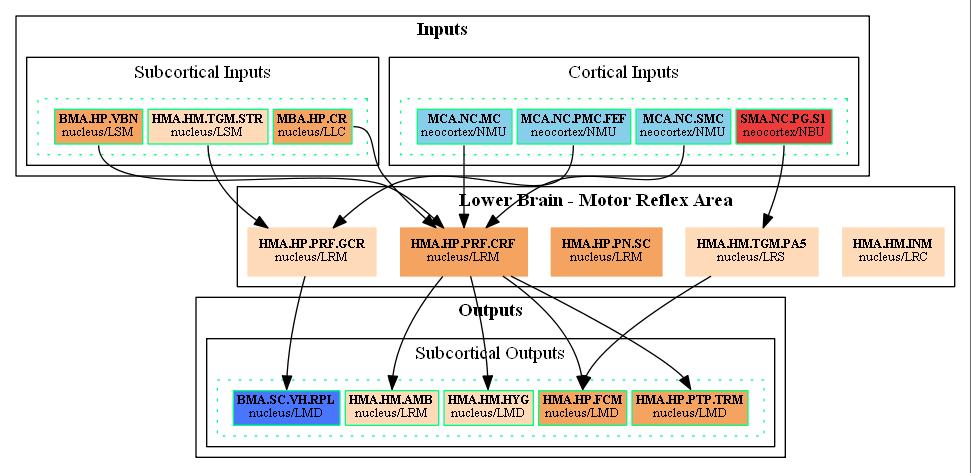 Inputs
Subcortical Inputs
Cortical Inputs
BMA.HP.VBN
nucleus/LSM
HMA.HM.TGM.STR
nucleus/LSM
MBA.HP.CR
nucleus/LLC
MCA.NC.MC
neocortex/NMU
MCA.NC.PMC.FEF
neocortex/NMU
MCA.NC.SMC
neocortex/NMU
SMA.NC.PG.S1
neocortex/NBU
Lower Brain - Motor Reflex Area
HMA.HP.PRF.GCR
nucleus/LRM
HMA.HP.PRF.CRF
nucleus/LRM
HMA.HP.PN.SC
nucleus/LRM
HMA.HM.TGM.PA5
nucleus/LRS
HMA.HM.INM
nucleus/LRC
Outputs
Subcortical Outputs
BMA.SC.VH.RPL
nucleus/LMD
HMA.HM.AMB
nucleus/LRM
HMA.HM.HYG
nucleus/LMD
HMA.HP.FCM
nucleus/LMD
HMA.HP.PTP.TRM
nucleus/LMD